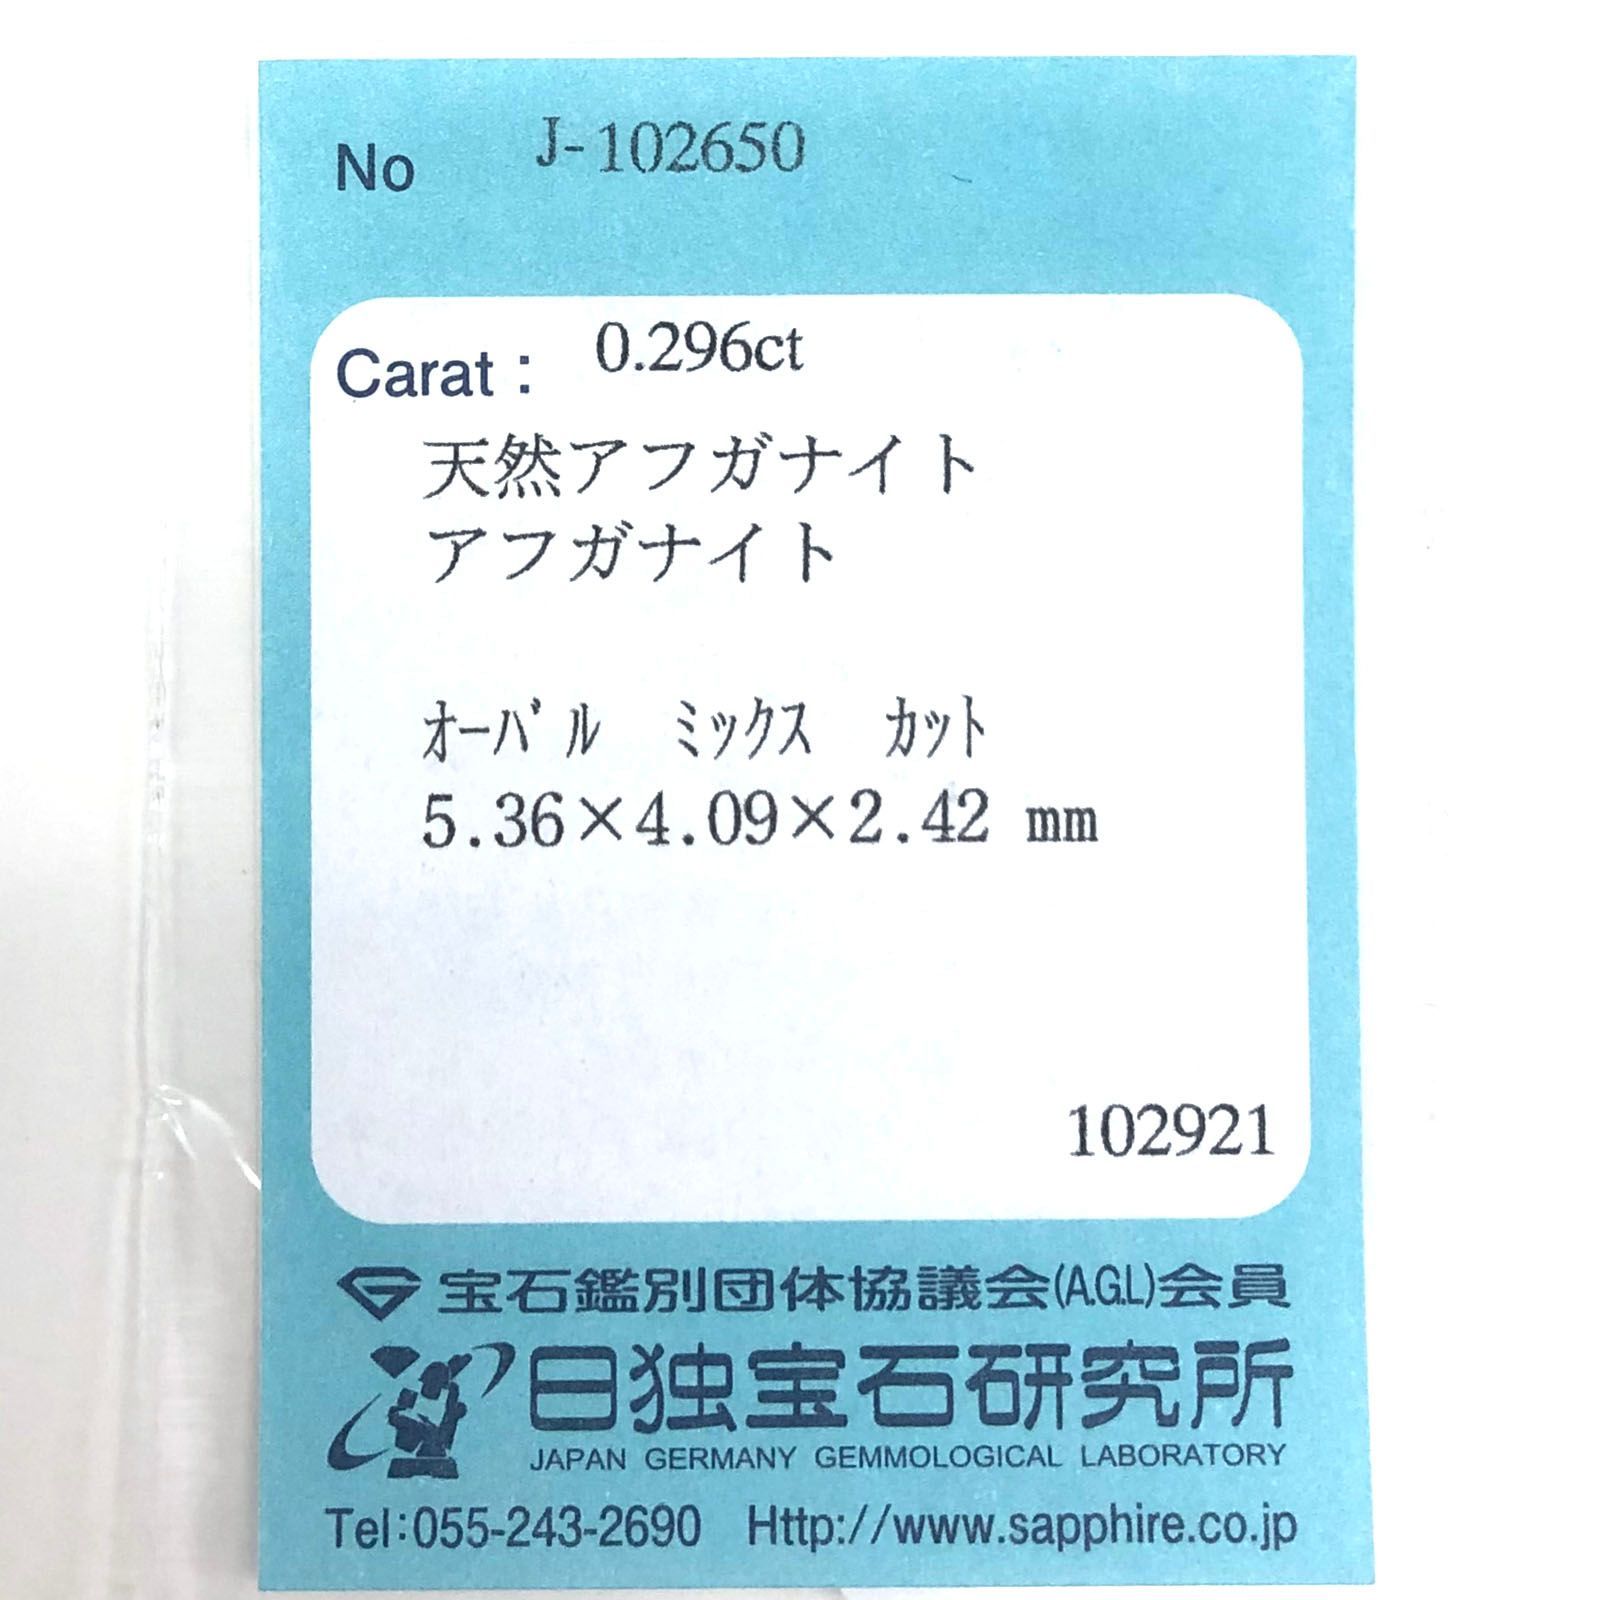 No J-102650
Carat : 0.296ct
天然アフガナイト
アフガナイト
ｵｰﾊﾞﾙ ﾐｯｸｽ ｶｯﾄ
5.36×4.09×2.42 mm
102921
宝石鑑別団体協議会(A.G.L)会員
日独宝石研究所
JAPAN GERMANY GEMMOLOGICAL LABORATORY
Tel:055-243-2690 Http://www.sapphire.co.jp